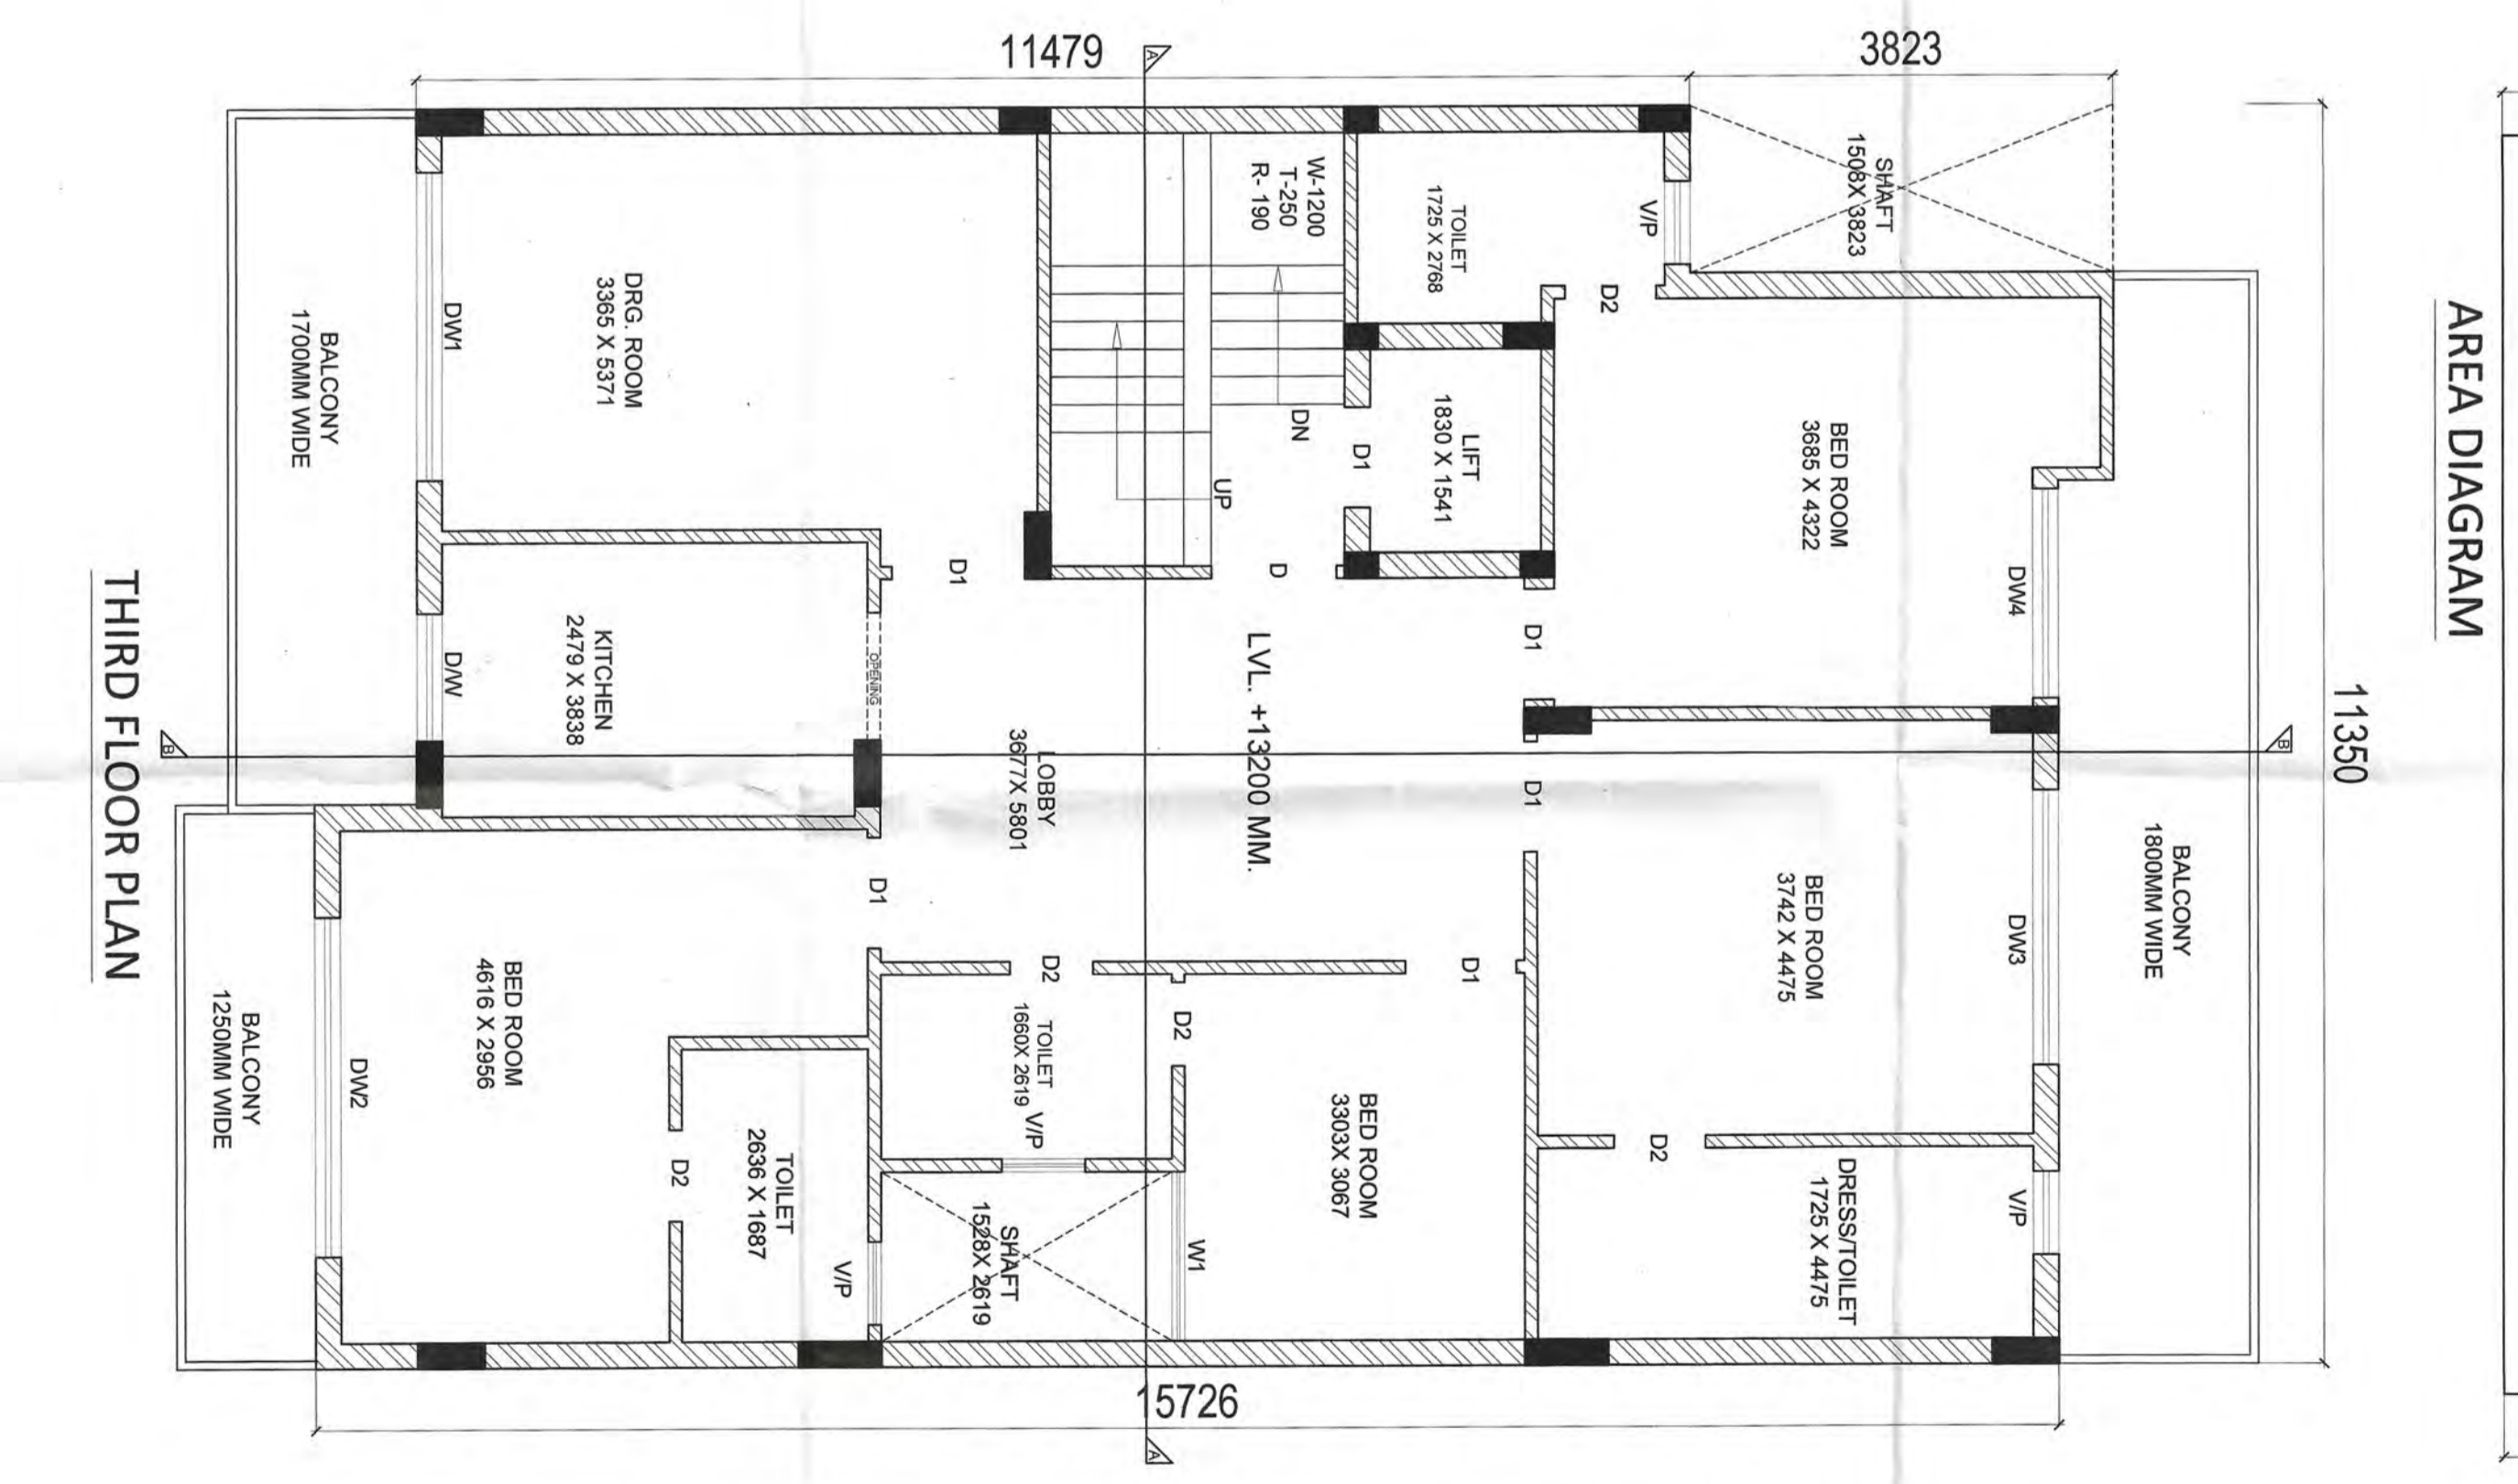 11479
3823
11350
15726
AREA DIAGRAM
SHAFT
1508X 3823
BALCONY
1800MM WIDE
DW4
DW3
V/P
BED ROOM
3685 X 4322
BED ROOM
3742 X 4475
DRESS/TOILET
1725 X 4475
V/P
D2
D2
D1
D1
TOILET
1725 X 2768
LIFT
1830 X 1541
D1
BED ROOM
3303X 3067
D1
W-1200
T-250
R- 190
DN
D1
UP
D
LVL. +13200 MM.
D2
W1
LOBBY
3677X 5801
D2
TOILET
1660X 2619
V/P
SHAFT
1528X 2619
D1
OPENING
D1
V/P
TOILET
2636 X 1687
D2
DRG. ROOM
3365 X 5371
KITCHEN
2479 X 3838
BED ROOM
4616 X 2956
DW1
D/W
DW2
BALCONY
1700MM WIDE
BALCONY
1250MM WIDE
A
A
B
B
THIRD FLOOR PLAN